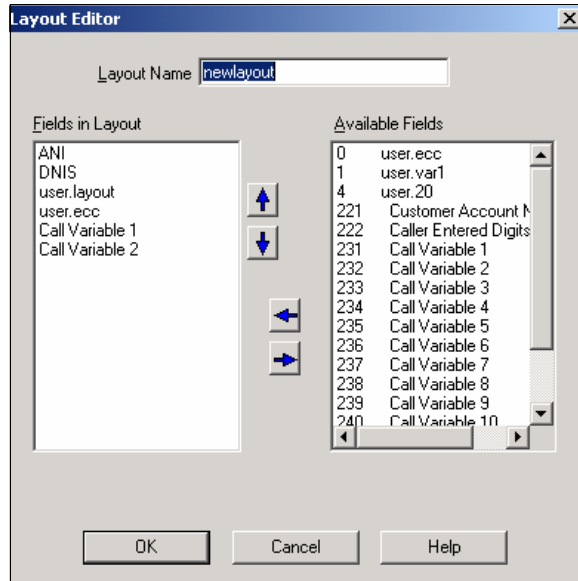 Layout Editor
Layout Name newlayout
Fields in Layout
ANI
DNIS
user.layout
user.ecc
Call Variable 1
Call Variable 2
Available Fields
0 user.ecc
1 user.var1
4 user.20
221 Customer Account N
222 Caller Entered Digits
231 Call Variable 1
232 Call Variable 2
233 Call Variable 3
234 Call Variable 4
235 Call Variable 5
236 Call Variable 6
237 Call Variable 7
238 Call Variable 8
239 Call Variable 9
240 Call Variable 10
OK Cancel Help